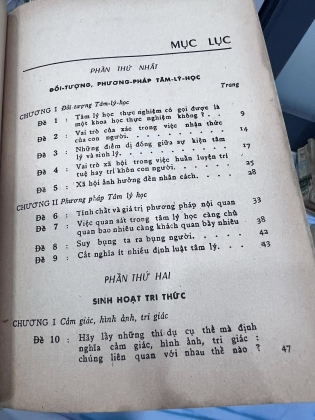 MỤC LỤC
PHẦN THỨ NHẤT
ĐỐI-TƯỢNG, PHƯƠNG-PHÁP TÂM-LÝ-HỌC
Trang
CHƯƠNG I Đối tượng Tâm-lý-học
Đề 1 : Tâm lý học thực nghiệm có gọi được là
một khoa học thực nghiệm không ? . . . . 9
Đề 2 : Vai trò của xác trong việc nhận thức
của con người. . . . . . . 14
Đề 3 : Những điểm dị đồng giữa sự kiện tâm
lý và sinh lý. . . . . . . 17
Đề 4 : Vai trò xã hội trong việc huấn luyện trí
tuệ hay trí khôn con người. . . . . 25
Đề 5 : Xã hội ảnh hưởng đến nhân cách. . . . 28
CHƯƠNG II Phương pháp Tâm lý học
Đề 6 : Tính chất và giá trị phương pháp nội quan 33
Đề 7 : Việc quan sát trong tâm lý học càng chủ
quan bao nhiêu càng khách quan bấy nhiêu 38
Đề 8 : Suy bụng ta ra bụng người. . . . . 42
Đề 9 : Cắt nghĩa ít nhiều định luật tâm lý. . . 43
PHẦN THỨ HAI
SINH HOẠT TRI THỨC
CHƯƠNG I Cảm giác, hình ảnh, tri giác
Đề 10 : Hãy lấy những thí dụ cụ thể mà định
nghĩa cảm giác, hình ảnh, tri giác :
chúng liên quan với nhau thế nào ? 47